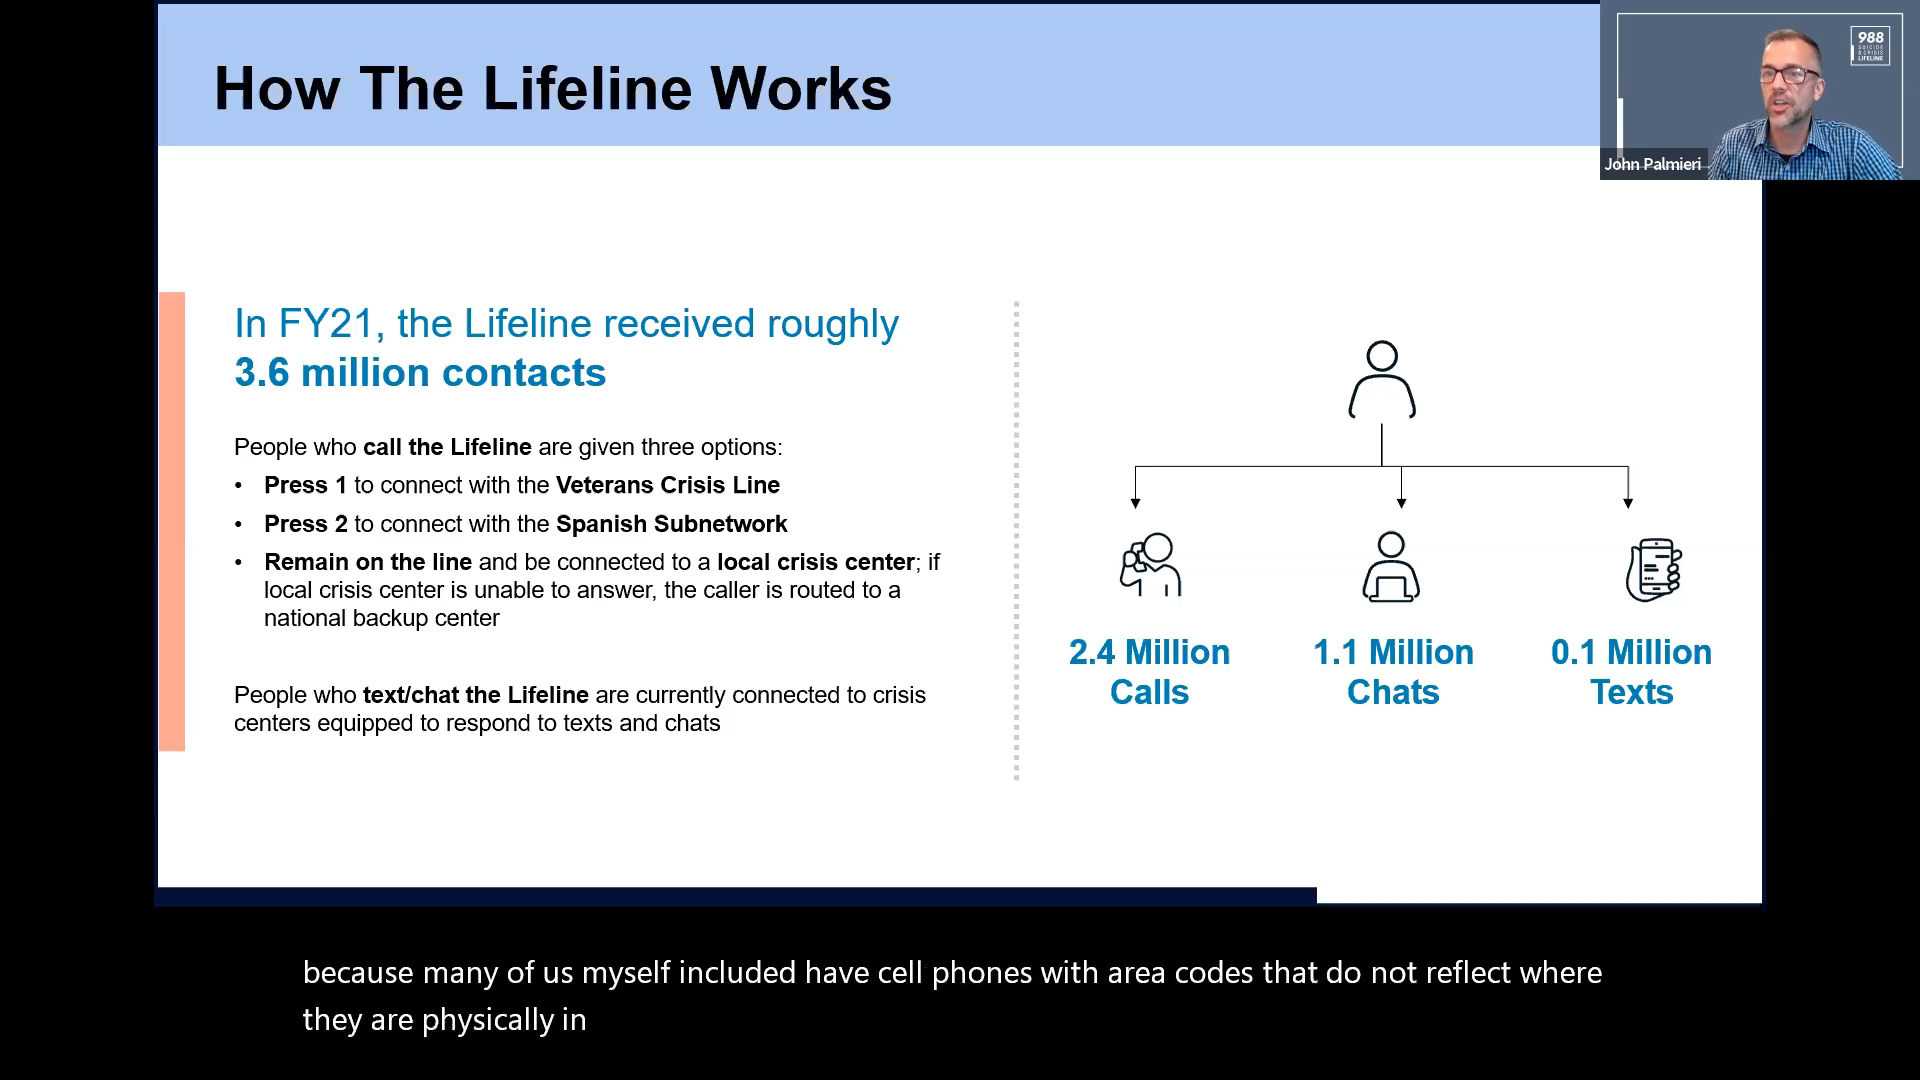 How The Lifeline Works
988
SUICIDE
& CRISIS
LIFELINE
John Palmieri
In FY21, the Lifeline received roughly
3.6 million contacts
People who call the Lifeline are given three options:
• Press 1 to connect with the Veterans Crisis Line
• Press 2 to connect with the Spanish Subnetwork
• Remain on the line and be connected to a local crisis center; if
local crisis center is unable to answer, the caller is routed to a
national backup center
People who text/chat the Lifeline are currently connected to crisis
centers equipped to respond to texts and chats
2.4 Million
Calls
1.1 Million
Chats
0.1 Million
Texts
because many of us myself included have cell phones with area codes that do not reflect where
they are physically in